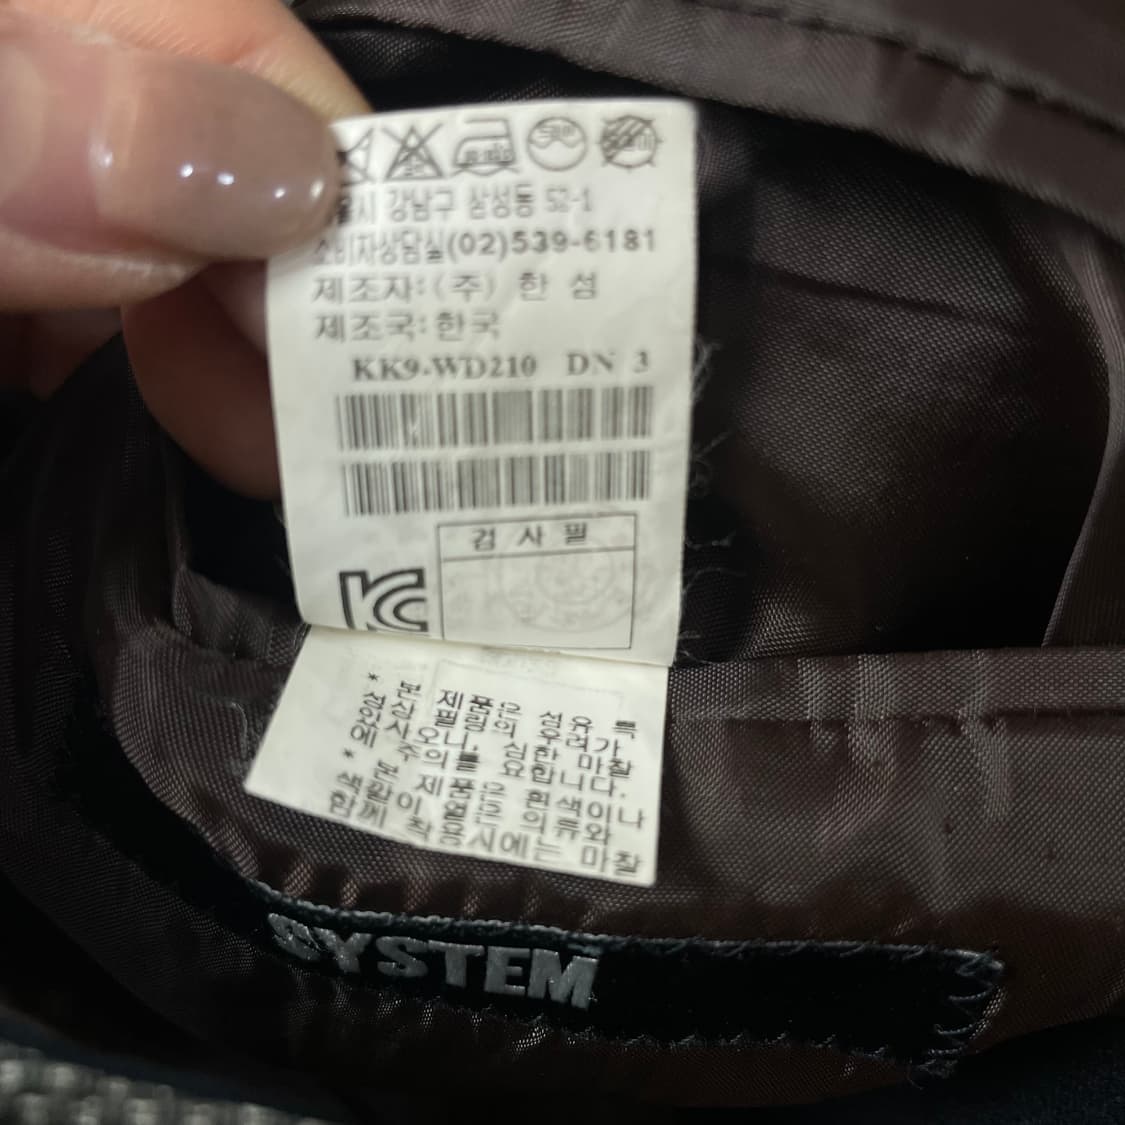 강남구 삼성동 52-1
소비자상담실(02)539-6181
제조자:(주) 한 섬
제조국:한국
KK9-WD210 DN 3
검 사 필
KC
* 본 제품은 섬유 특
성상 필링의 우려가
있사오니, 심한 마찰
에 주의를 요합니다.
* 본 제품은 흰색이나
색깔이 엷은 의류와
함께 착용시에는 마찰
SYSTEM